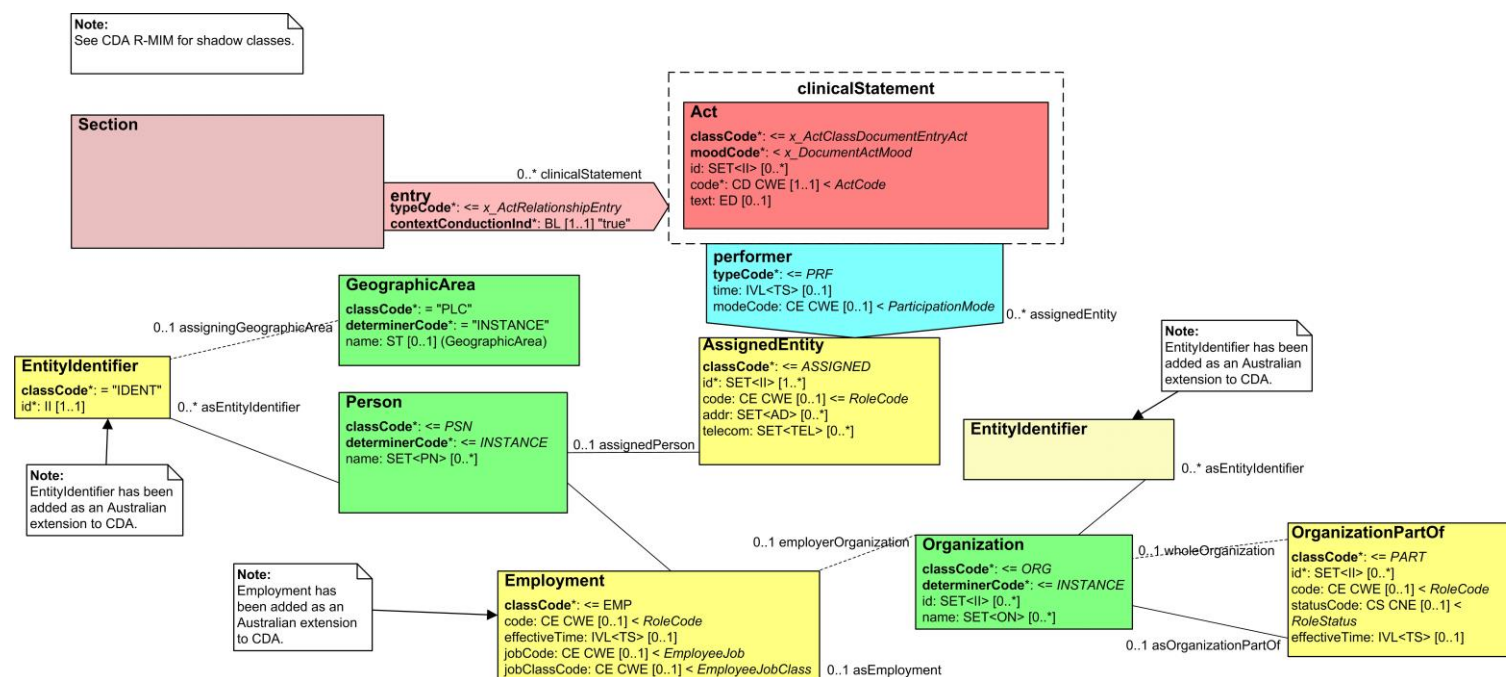 Note:
See CDA R-MIM for shadow classes.
clinicalStatement
Section
Act
classCode*: <= x_ActClassDocumentEntryAct
moodCode*: < x_DocumentActMood
id: SET<II> [0..*]
code*: CD CWE [1..1] < ActCode
text: ED [0..1]
0..* clinicalStatement
entry
typeCode*: <= x_ActRelationshipEntry
contextConductionInd*: BL [1..1] "true"
performer
typeCode*: <= PRF
time: IVL<TS> [0..1]
modeCode: CE CWE [0..1] < ParticipationMode
0..* assignedEntity
GeographicArea
classCode*: = "PLC"
determinerCode*: = "INSTANCE"
name: ST [0..1] (GeographicArea)
0..1 assigningGeographicArea
EntityIdentifier
classCode*: = "IDENT"
id*: II [1..1]
0..* asEntityIdentifier
AssignedEntity
classCode*: <= ASSIGNED
id*: SET<II> [1..*]
code: CE CWE [0..1] <= RoleCode
addr: SET<AD> [0..*]
telecom: SET<TEL> [0..*]
Note:
EntityIdentifier has been
added as an Australian
extension to CDA.
Person
classCode*: <= PSN
determinerCode*: <= INSTANCE
name: SET<PN> [0..*]
0..1 assignedPerson
EntityIdentifier
0..* asEntityIdentifier
Note:
EntityIdentifier has been
added as an Australian
extension to CDA.
0..1 employerOrganization
Organization
classCode*: <= ORG
determinerCode*: <= INSTANCE
id: SET<II> [0..*]
name: SET<ON> [0..*]
0..1 wholeOrganization
OrganizationPartOf
classCode*: <= PART
id*: SET<II> [0..*]
code: CE CWE [0..1] < RoleCode
statusCode: CS CNE [0..1] <
RoleStatus
effectiveTime: IVL<TS> [0..1]
0..1 asOrganizationPartOf
Note:
Employment has
been added as an
Australian extension
to CDA.
Employment
classCode*: <= EMP
code: CE CWE [0..1] < RoleCode
effectiveTime: IVL<TS> [0..1]
jobCode: CE CWE [0..1] < EmployeeJob
jobClassCode: CE CWE [0..1] < EmployeeJobClass
0..1 asEmployment